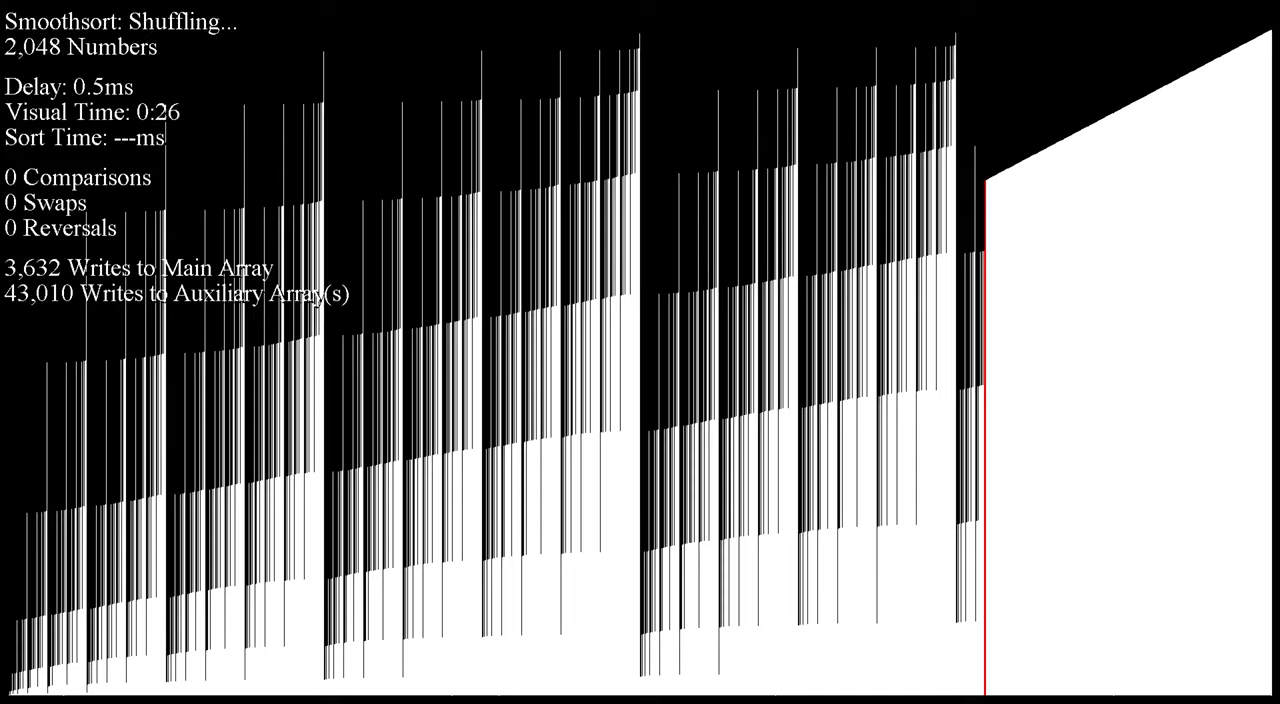 Smoothsort: Shuffling...
2,048 Numbers
Delay: 0.5ms
Visual Time: 0:26
Sort Time: ---ms
0 Comparisons
0 Swaps
0 Reversals
3,632 Writes to Main Array
43,010 Writes to Auxiliary Array(s)